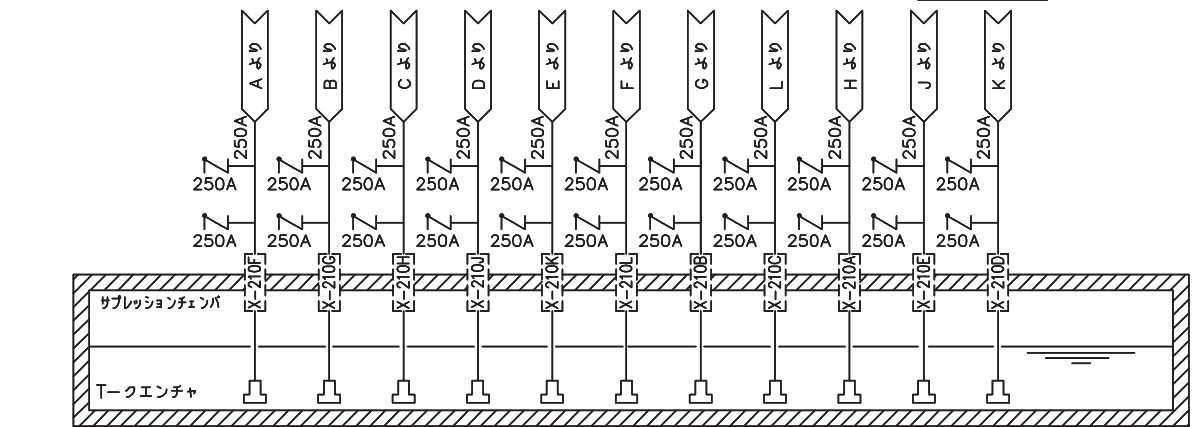 Aより Bより Cより Dより Eより Fより Gより Lより Hより Jより Kより
250A 250A 250A 250A 250A 250A 250A 250A 250A 250A 250A
250A 250A 250A 250A 250A 250A 250A 250A 250A 250A 250A
250A 250A 250A 250A 250A 250A 250A 250A 250A 250A 250A
X-210F X-210G X-210H X-210J X-210K X-210L X-210B X-210C X-210A X-210E X-210D
サプレッションチェンバ
Tークエンチャ